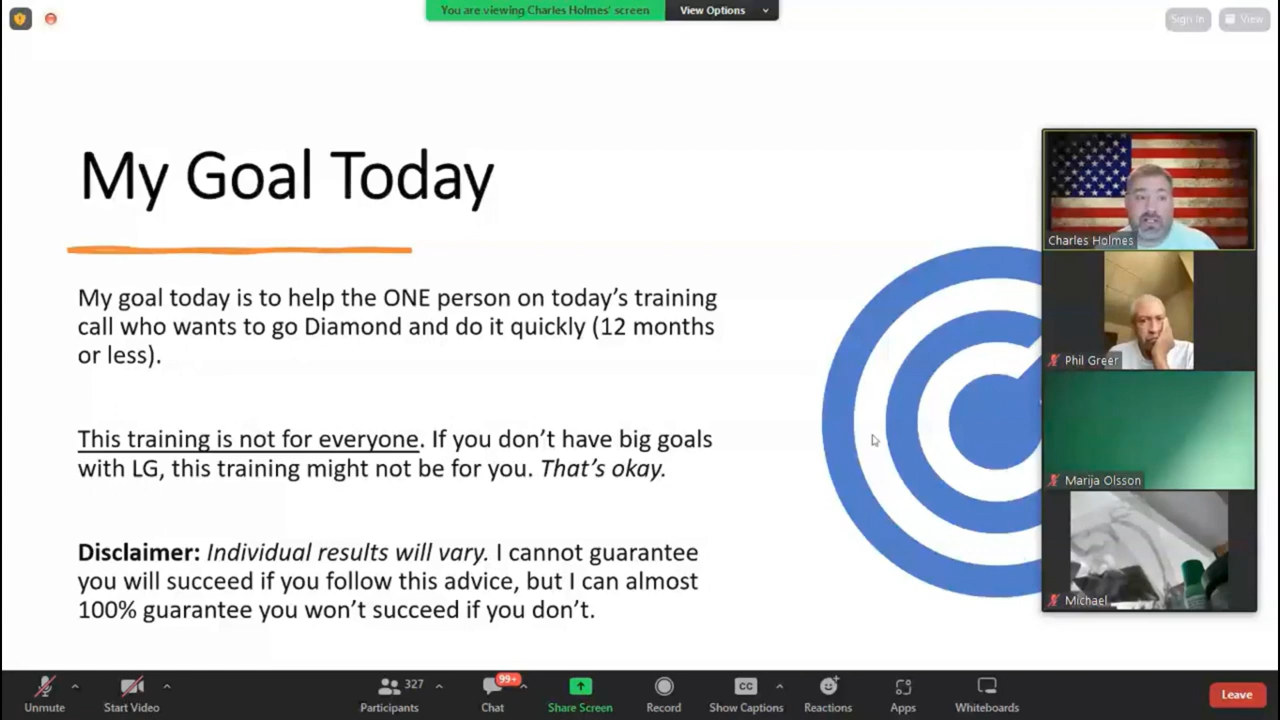 You are viewing Charles Holmes' screen
View Options
Sign in
View
My Goal Today
My goal today is to help the ONE person on today's training
call who wants to go Diamond and do it quickly (12 months
or less).
This training is not for everyone. If you don't have big goals
with LG, this training might not be for you. That's okay.
Disclaimer: Individual results will vary. I cannot guarantee
you will succeed if you follow this advice, but I can almost
100% guarantee you won't succeed if you don't.
Charles Holmes
Phil Greer
Marija Olsson
Michael
Unmute
Start Video
327
Participants
99+
Chat
Share Screen
Record
CC
Show Captions
Reactions
Apps
Whiteboards
Leave